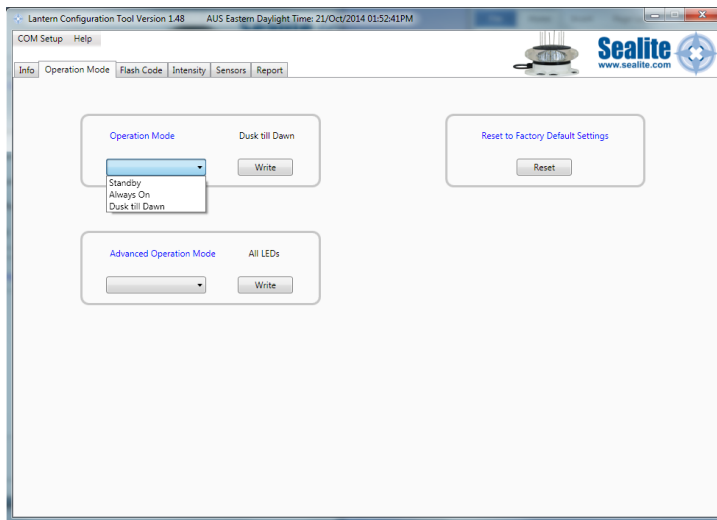 Lantern Configuration Tool Version 1.48 AUS Eastern Daylight Time: 21/Oct/2014 01:52:41PM
COM Setup Help
Sealite
www.sealite.com
Info Operation Mode Flash Code Intensity Sensors Report
Operation Mode Dusk till Dawn
Write
Standby
Always On
Dusk till Dawn
Reset to Factory Default Settings
Reset
Advanced Operation Mode All LEDs
Write